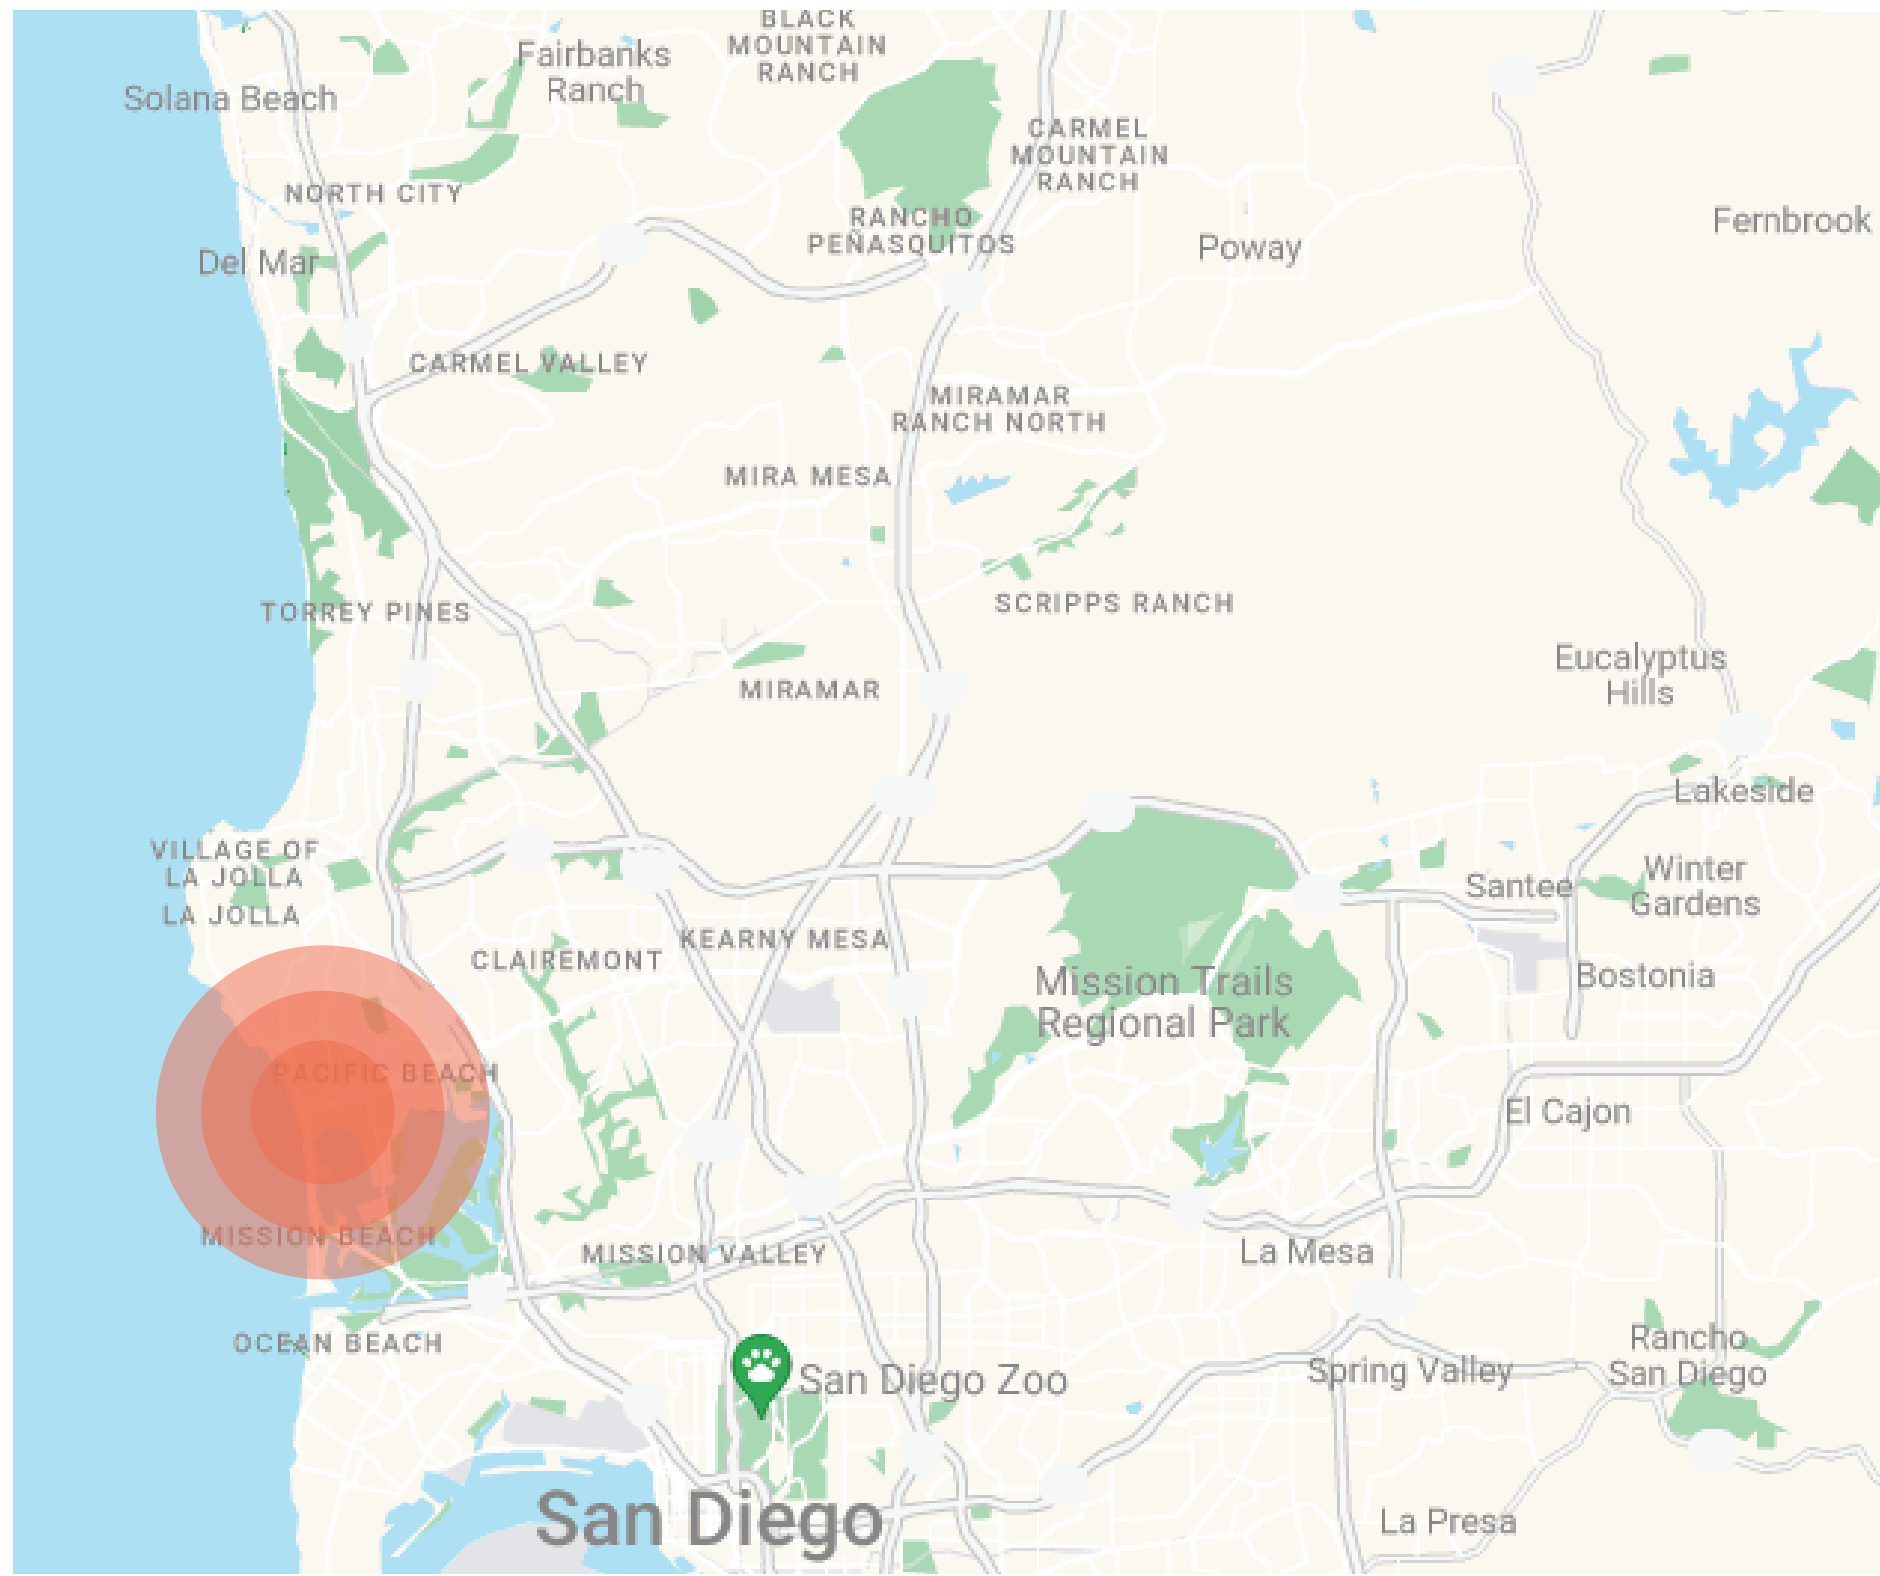 BLACK
MOUNTAIN
RANCH
Fairbanks
Ranch
Solana Beach
CARMEL
MOUNTAIN
RANCH
NORTH CITY
RANCHO
PEÑASQUITOS
Fernbrook
Poway
Del Mar
CARMEL VALLEY
MIRAMAR
RANCH NORTH
MIRA MESA
SCRIPPS RANCH
TORREY PINES
Eucalyptus
Hills
MIRAMAR
Lakeside
VILLAGE OF
LA JOLLA
LA JOLLA
Winter
Gardens
Santee
KEARNY MESA
CLAIREMONT
Mission Trails
Regional Park
Bostonia
PACIFIC BEACH
El Cajon
MISSION BEACH
MISSION VALLEY
La Mesa
OCEAN BEACH
Rancho
San Diego
Spring Valley
San Diego Zoo
San Diego
La Presa